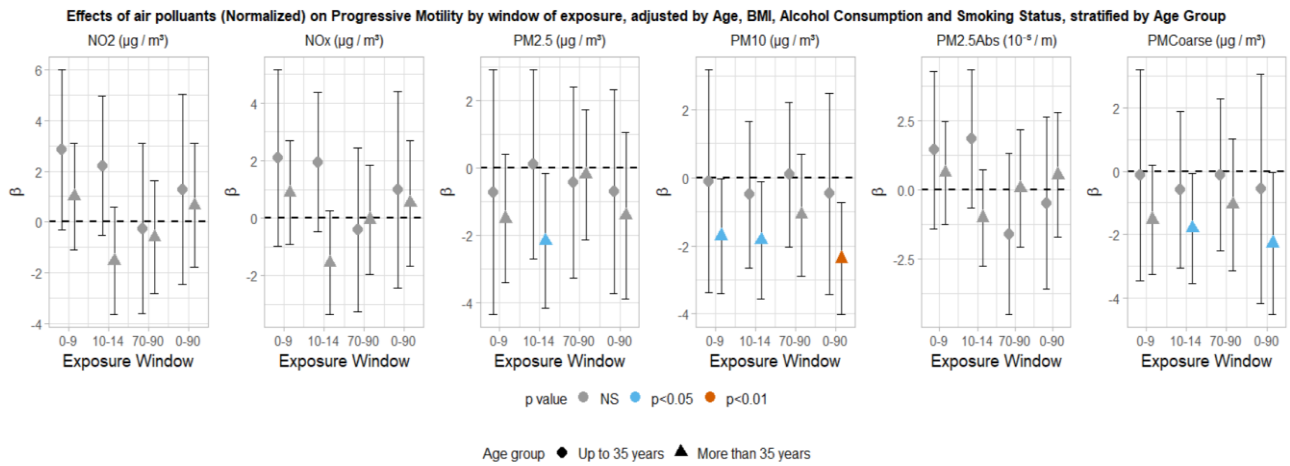 Effects of air polluants (Normalized) on Progressive Motility by window of exposure, adjusted by Age, BMI, Alcohol Consumption and Smoking Status, stratified by Age Group
NO2 (µg / m³)
6
4
2
0
-2
-4
β
0-9 10-14 70-90 0-90
Exposure Window
NOx (µg / m³)
4
2
0
-2
β
0-9 10-14 70-90 0-90
Exposure Window
PM2.5 (µg / m³)
2
0
-2
-4
β
0-9 10-14 70-90 0-90
Exposure Window
PM10 (µg / m³)
2
0
-2
-4
β
0-9 10-14 70-90 0-90
Exposure Window
PM2.5Abs (10⁻⁵ / m)
2.5
0.0
-2.5
β
0-9 10-14 70-90 0-90
Exposure Window
PMCoarse (µg / m³)
2
0
-2
-4
β
0-9 10-14 70-90 0-90
Exposure Window
p value NS p<0.05 p<0.01
Age group Up to 35 years More than 35 years